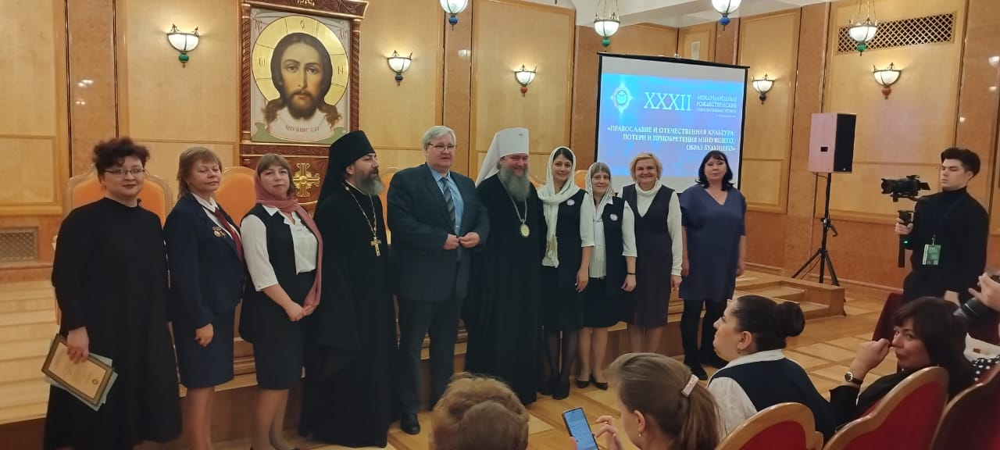 XXXII
МЕЖДУНАРОДНЫЕ
РОЖДЕСТВЕНСКИЕ
ОБРАЗОВАТЕЛЬНЫЕ ЧТЕНИЯ
«ПРАВОСЛАВИЕ И ОТЕЧЕСТВЕННАЯ КУЛЬТУРА:
ПОТЕРИ И ПРИОБРЕТЕНИЯ МИНУВШЕГО,
ОБРАЗ БУДУЩЕГО»